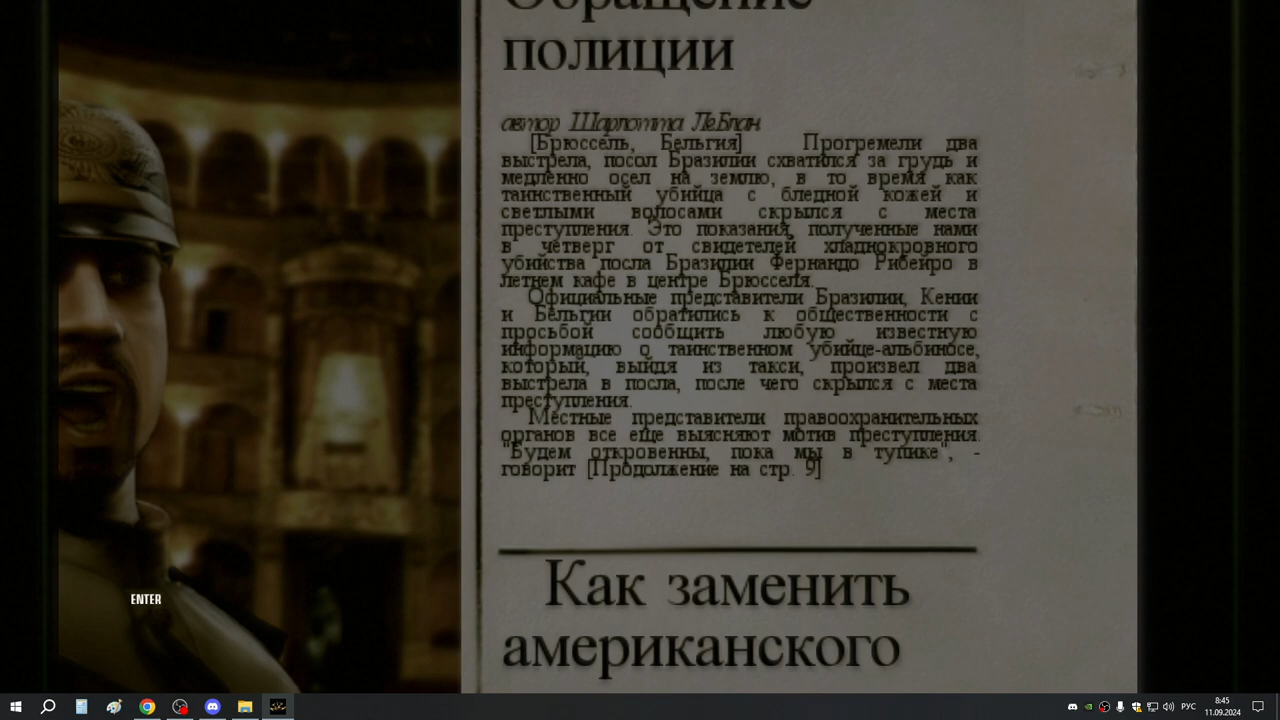 Обращение
полиции
автор Шарлотта ЛеБлан
[Брюссель, Бельгия] Прогремели два
выстрела, посол Бразилии схватился за грудь и
медленно осел на землю, в то время как
таинственный убийца с бледной кожей и
светлыми волосами скрылся с места
преступления. Это показания, полученные нами
в четверг от свидетелей хладнокровного
убийства посла Бразилии Фернандо Рибейро в
летнем кафе в центре Брюсселя.
Официальные представители Бразилии, Кении
и Бельгии обратились к общественности с
просьбой сообщить любую известную
информацию о таинственном убийце-альбиносе,
который, выйдя из такси, произвел два
выстрела в посла, после чего скрылся с места
преступления.
Местные представители правоохранительных
органов все еще выясняют мотив преступления.
"Будем откровенны, пока мы в тупике", -
говорит [Продолжение на стр. 9]
ENTER
Как заменить
американского
РУС
8:45
11.09.2024